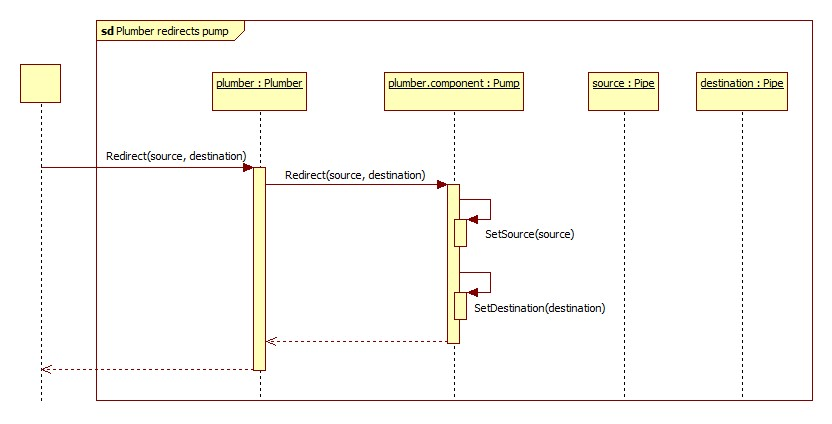 sd Plumber redirects pump
plumber : Plumber
plumber.component : Pump
source : Pipe
destination : Pipe
Redirect(source, destination)
Redirect(source, destination)
SetSource(source)
SetDestination(destination)